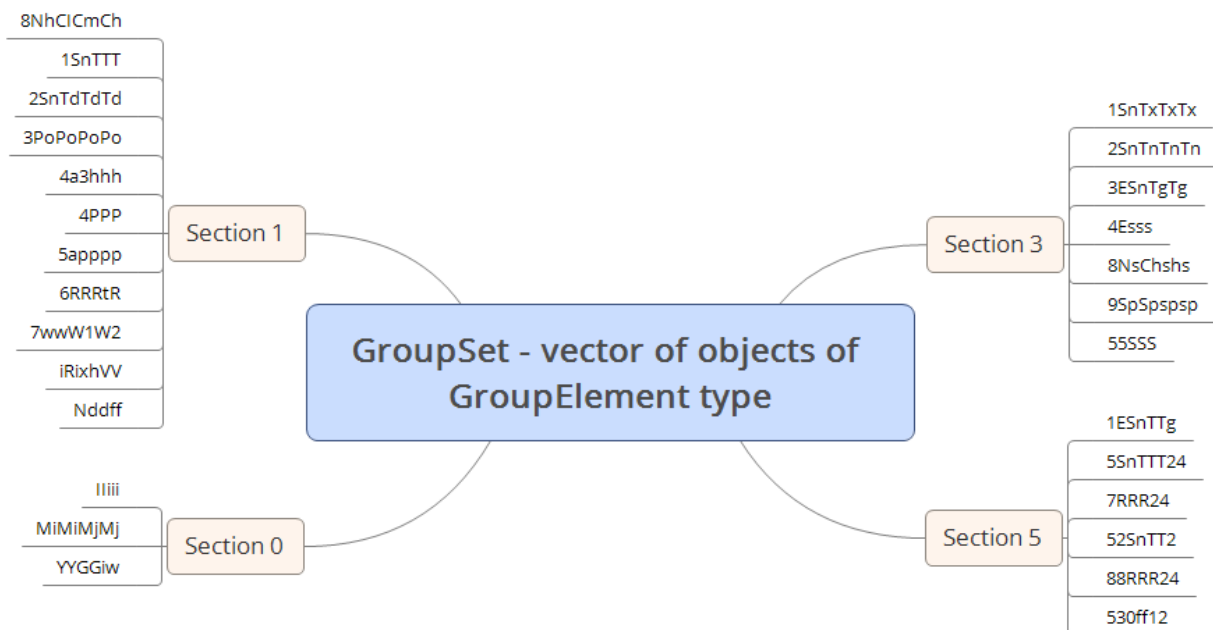 8NhCICmCh
1SnTTT
2SnTdTdTd
3PoPoPoPo
4a3hhh
4PPP
5apppp
6RRRtR
7wwW1W2
iRixhVV
Nddff
Section 1
IIiii
MiMiMjMj
YYGGiw
Section 0
GroupSet - vector of objects of
GroupElement type
1SnTxTxTx
2SnTnTnTn
3ESnTgTg
4Esss
8NsChshs
9SpSpspsp
55SSS
Section 3
1ESnTTg
5SnTTT24
7RRR24
52SnTT2
88RRR24
530ff12
Section 5